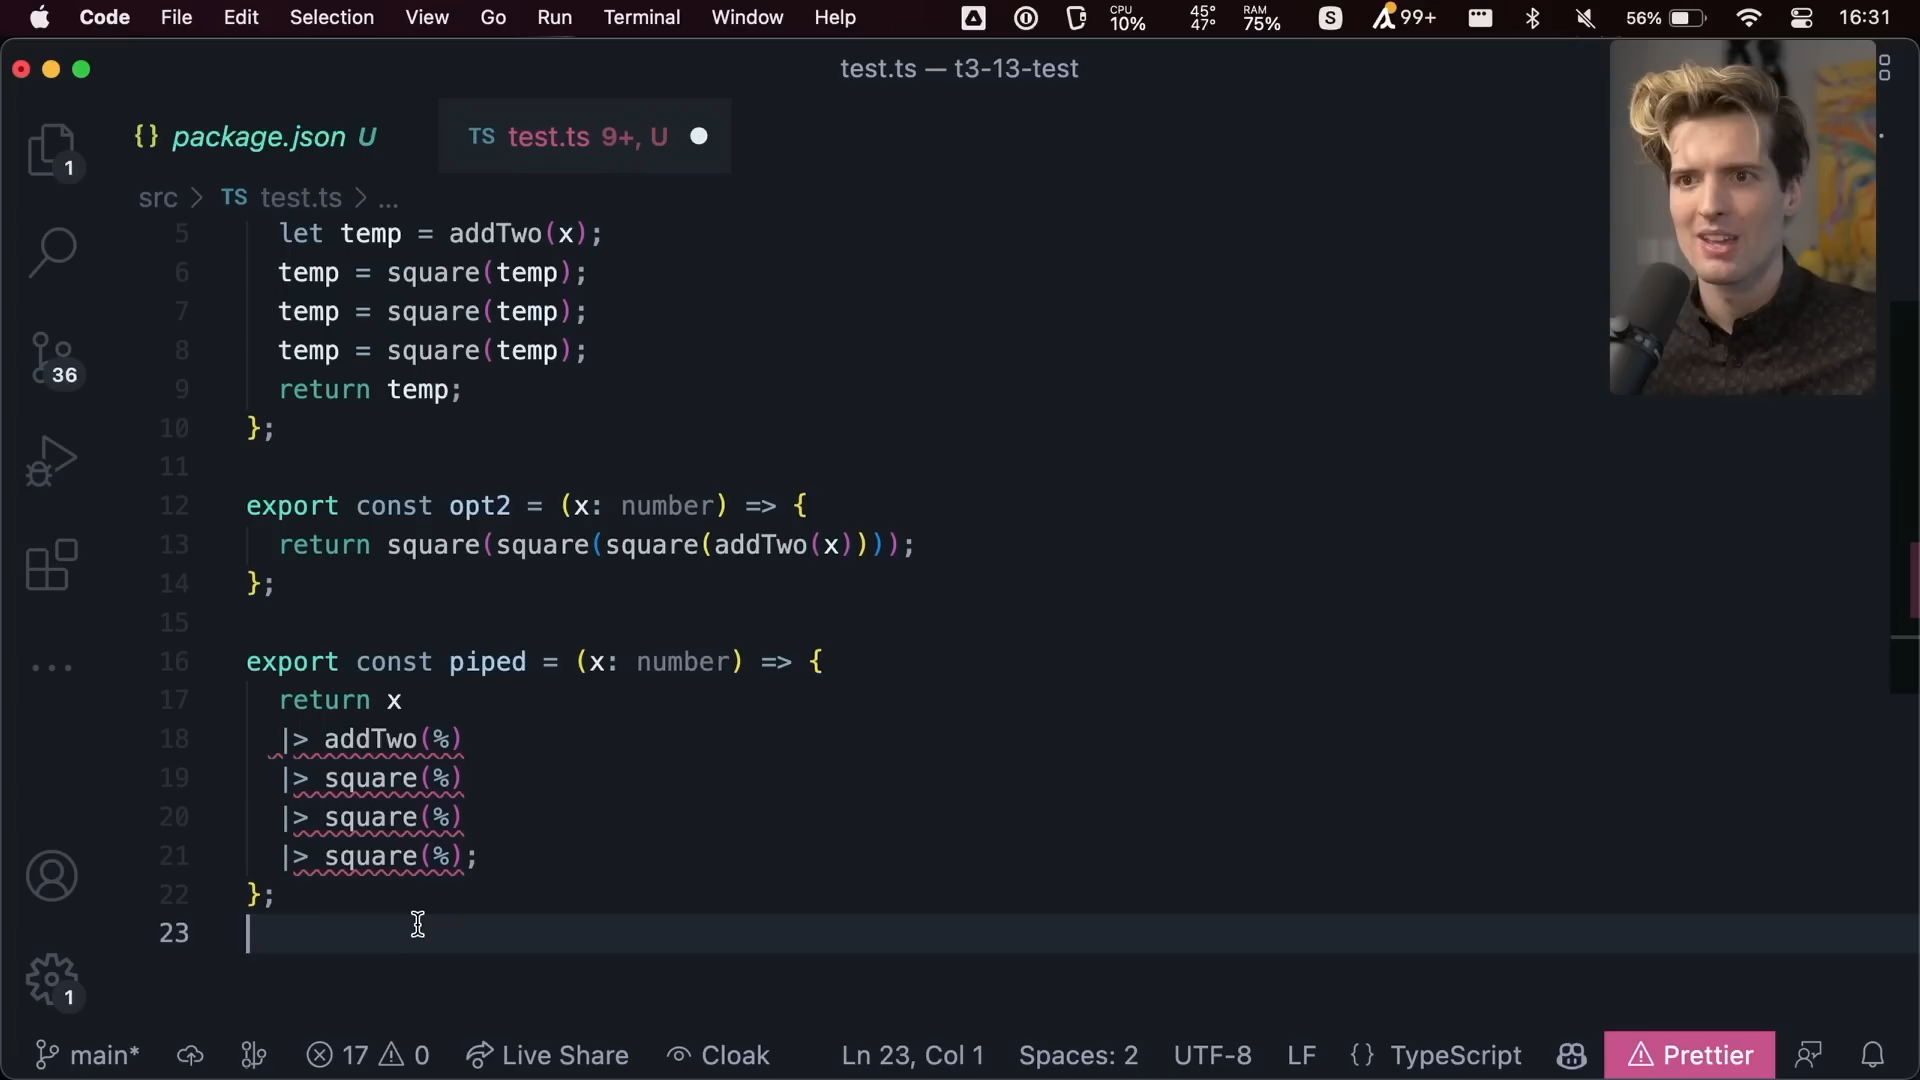 Code File Edit Selection View Go Run Terminal Window Help CPU 10% 45° 47° RAM 75% S 99+ 56% 16:31
test.ts — t3-13-test
{} package.json U TS test.ts 9+, U
src > TS test.ts > ...
5 let temp = addTwo(x);
6 temp = square(temp);
7 temp = square(temp);
8 temp = square(temp);
9 return temp;
10 };
11
12 export const opt2 = (x: number) => {
13 return square(square(square(addTwo(x))));
14 };
15
16 export const piped = (x: number) => {
17 return x
18 |> addTwo(%)
19 |> square(%)
20 |> square(%)
21 |> square(%);
22 };
23
1
36
1
main* 17 0 Live Share Cloak Ln 23, Col 1 Spaces: 2 UTF-8 LF {} TypeScript Prettier